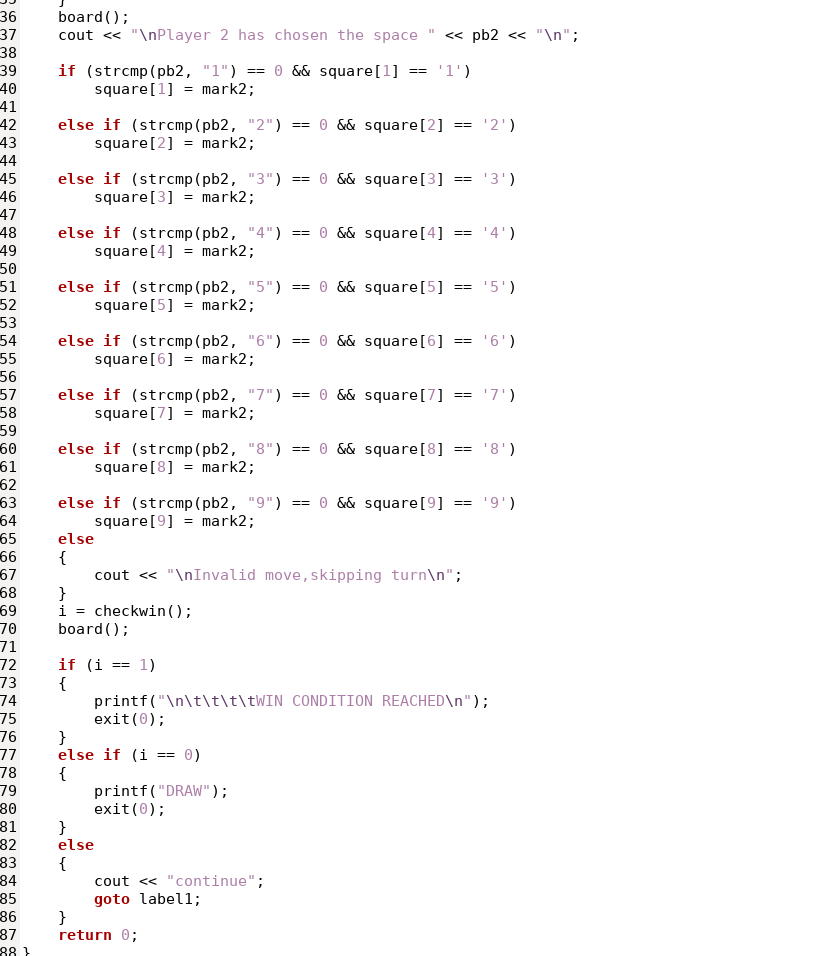 35    }
36    board();
37    cout << "\nPlayer 2 has chosen the space " << pb2 << "\n";
38
39    if (strcmp(pb2, "1") == 0 && square[1] == '1')
40        square[1] = mark2;
41
42    else if (strcmp(pb2, "2") == 0 && square[2] == '2')
43        square[2] = mark2;
44
45    else if (strcmp(pb2, "3") == 0 && square[3] == '3')
46        square[3] = mark2;
47
48    else if (strcmp(pb2, "4") == 0 && square[4] == '4')
49        square[4] = mark2;
50
51    else if (strcmp(pb2, "5") == 0 && square[5] == '5')
52        square[5] = mark2;
53
54    else if (strcmp(pb2, "6") == 0 && square[6] == '6')
55        square[6] = mark2;
56
57    else if (strcmp(pb2, "7") == 0 && square[7] == '7')
58        square[7] = mark2;
59
60    else if (strcmp(pb2, "8") == 0 && square[8] == '8')
61        square[8] = mark2;
62
63    else if (strcmp(pb2, "9") == 0 && square[9] == '9')
64        square[9] = mark2;
65    else
66    {
67        cout << "\nInvalid move,skipping turn\n";
68    }
69    i = checkwin();
70    board();
71
72    if (i == 1)
73    {
74        printf("\n\t\t\t\tWIN CONDITION REACHED\n");
75        exit(0);
76    }
77    else if (i == 0)
78    {
79        printf("DRAW");
80        exit(0);
81    }
82    else
83    {
84        cout << "continue";
85        goto label1;
86    }
87    return 0;
88}